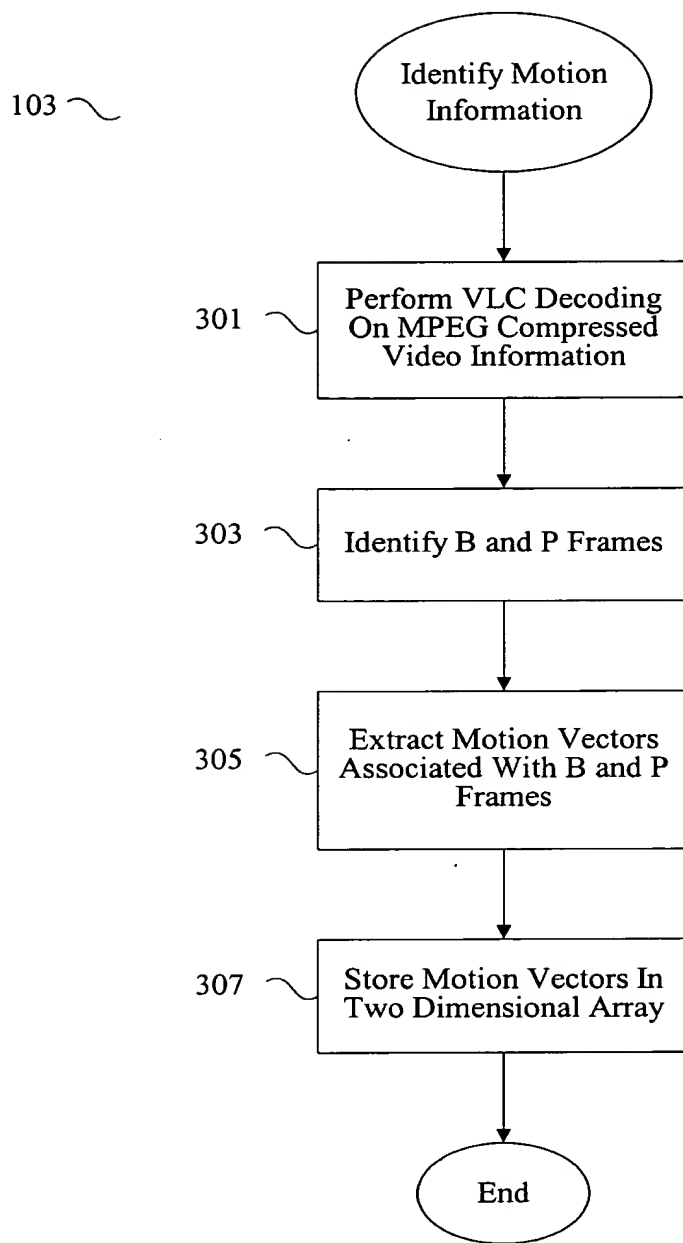 Identify Motion
Information
103
301
Perform VLC Decoding
On MPEG Compressed
Video Information
303
Identify B and P Frames
305
Extract Motion Vectors
Associated With B and P
Frames
307
Store Motion Vectors In
Two Dimensional Array
End